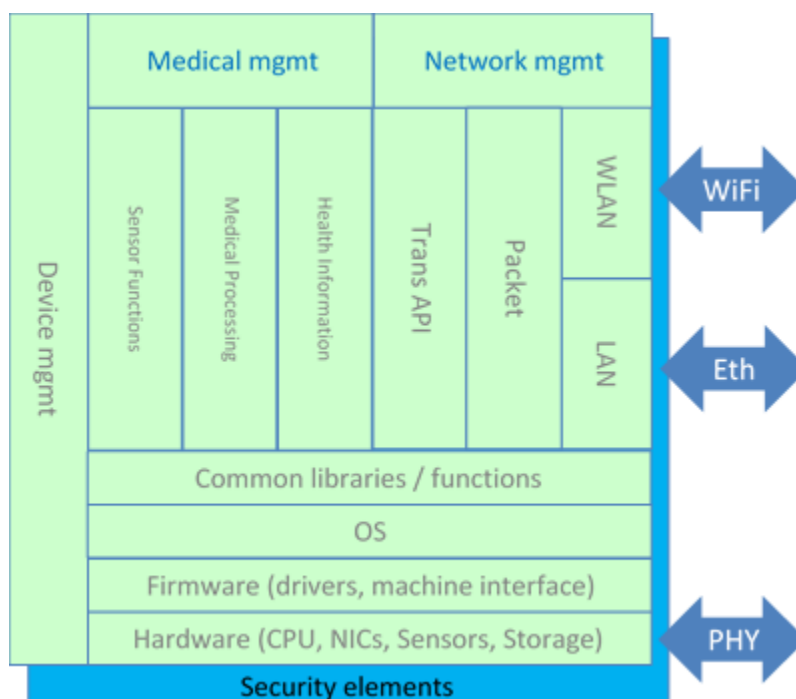 Medical mgmt
Network mgmt
Device mgmt
Sensor Functions
Medical Processing
Health Information
Trans API
Packet
WLAN
LAN
WiFi
Eth
Common libraries / functions
OS
Firmware (drivers, machine interface)
Hardware (CPU, NICs, Sensors, Storage)
PHY
Security elements